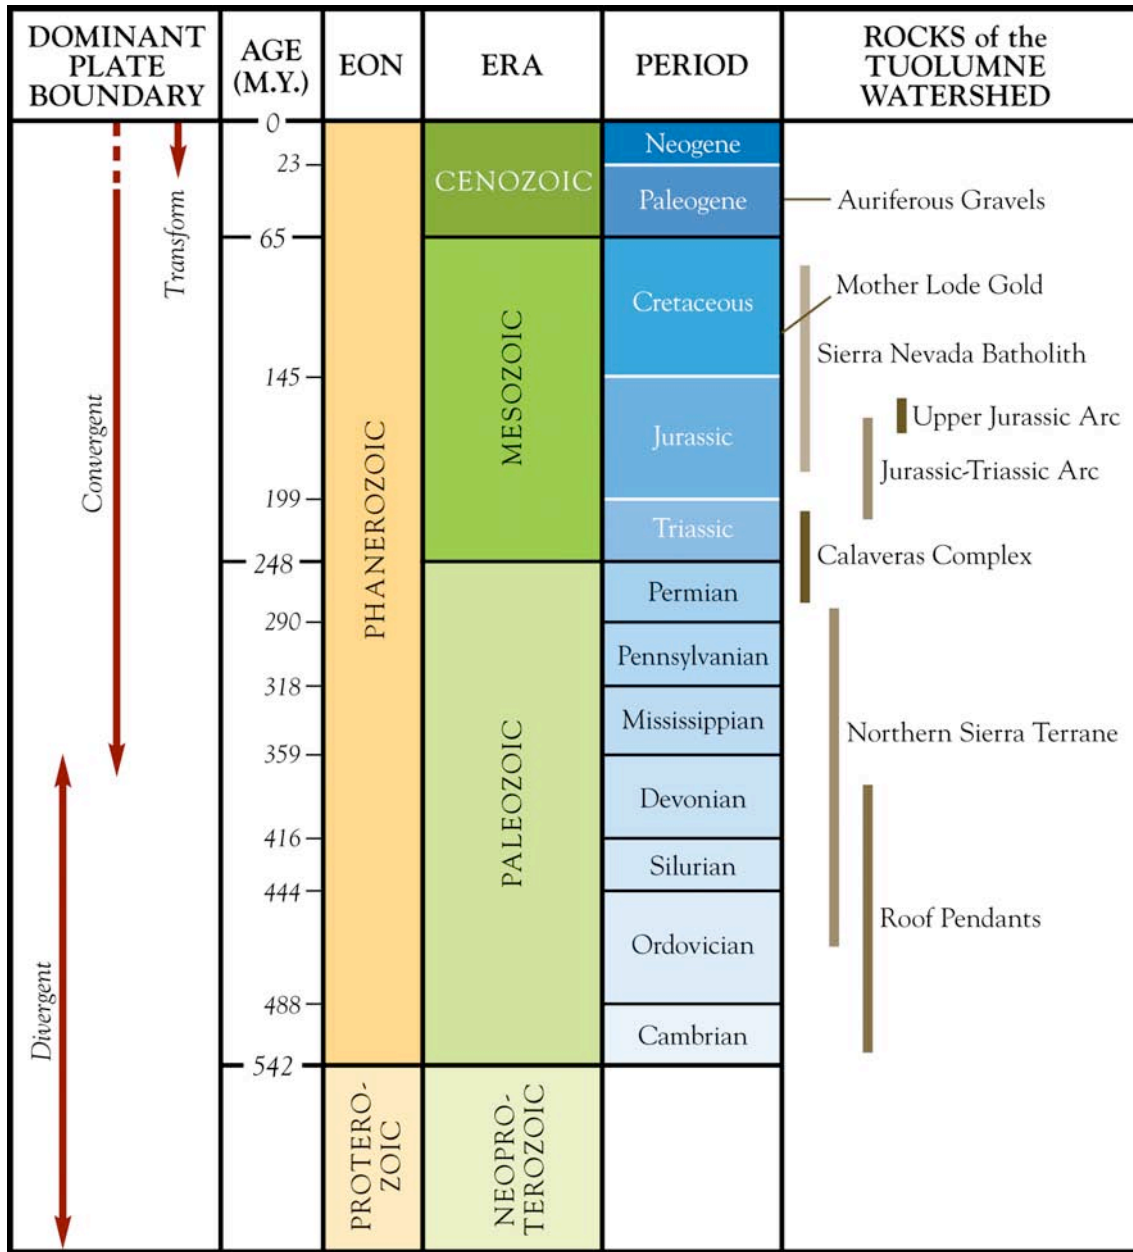 DOMINANT
PLATE
BOUNDARY
AGE
(M.Y.)
EON
ERA
PERIOD
ROCKS of the
TUOLUMNE
WATERSHED
Transform
Convergent
Divergent
0
23
65
145
199
248
290
318
359
416
444
488
542
PHANEROZOIC
PROTERO-
ZOIC
CENOZOIC
MESOZOIC
PALEOZOIC
NEOPRO-
TEROZOIC
Neogene
Paleogene
Cretaceous
Jurassic
Triassic
Permian
Pennsylvanian
Mississippian
Devonian
Silurian
Ordovician
Cambrian
Auriferous Gravels
Mother Lode Gold
Sierra Nevada Batholith
Upper Jurassic Arc
Jurassic-Triassic Arc
Calaveras Complex
Northern Sierra Terrane
Roof Pendants